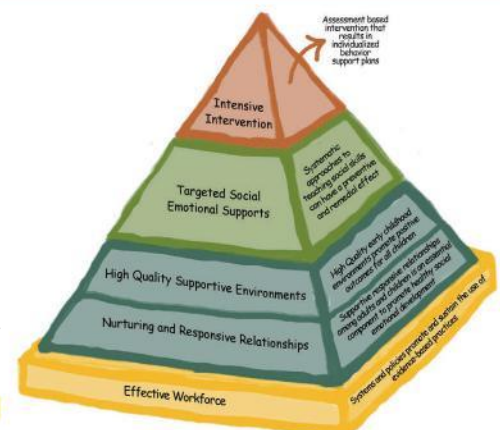 Assessment based
intervention that
results in
individualized
behavior
support plans
Intensive
Intervention
Targeted Social
Emotional Supports
Systematic
approaches to
teaching social skills
can have a preventive
and remedial effect
High Quality Supportive Environments
High Quality early childhood
environments promote positive
outcomes for all children
Nurturing and Responsive Relationships
Supportive responsive relationships
among adults and children is an essential
component to promote healthy social
emotional development
Effective Workforce
Systems and policies promote and sustain the use of
evidence-based practices